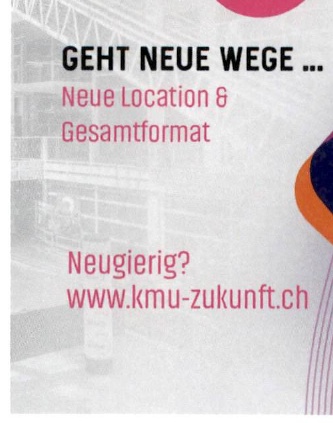 GEHT NEUE WEGE ...
Neue Location &
Gesamtformat
Neugierig?
www.kmu-zukunft.ch